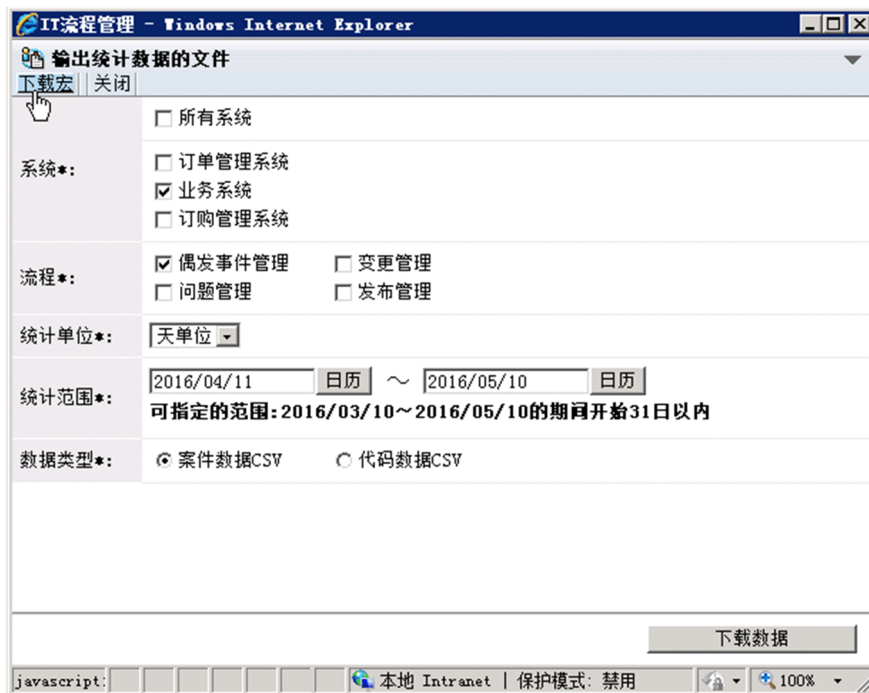 IT流程管理 - Windows Internet Explorer
输出统计数据的文件
下载宏 关闭
所有系统
系统*:
订单管理系统
业务系统
订购管理系统
流程*:
偶发事件管理 变更管理
问题管理 发布管理
统计单位*: 天单位
统计范围*: 2016/04/11 日历 ～ 2016/05/10 日历
可指定的范围:2016/03/10～2016/05/10的期间开始31日以内
数据类型*: 案件数据CSV 代码数据CSV
下载数据
javascript: 本地 Intranet | 保护模式: 禁用 100%